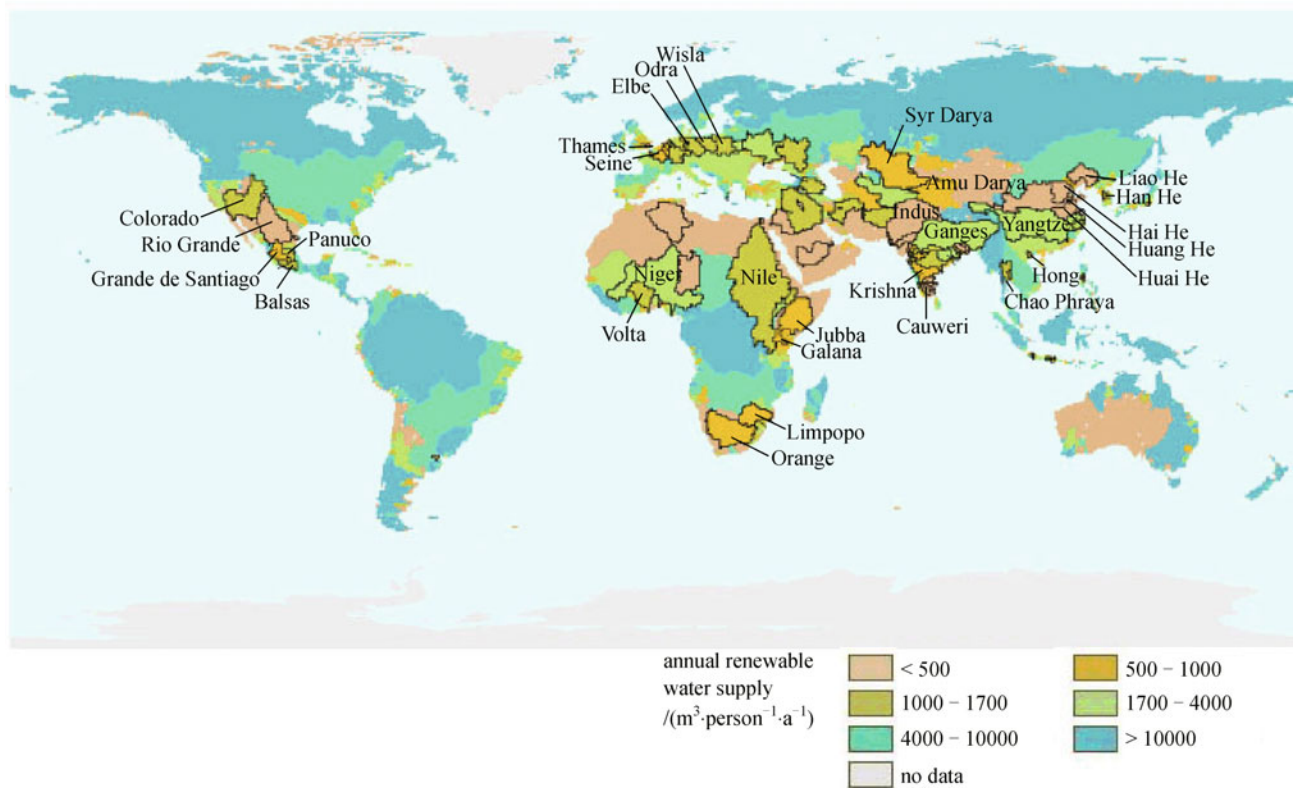 Wisla
Odra
Elbe
Thames
Seine
Syr Darya
Amu Darya
Indus
Ganges
Yangtze
Liao He
Han He
Hai He
Huang He
Huai He
Hong
Chao Phraya
Krishna
Cauweri
Colorado
Rio Grande
Panuco
Grande de Santiago
Balsas
Niger
Nile
Volta
Jubba
Galana
Limpopo
Orange
annual renewable
water supply
/(m³·person⁻¹·a⁻¹)
< 500
500 − 1000
1000 − 1700
1700 − 4000
4000 − 10000
> 10000
no data